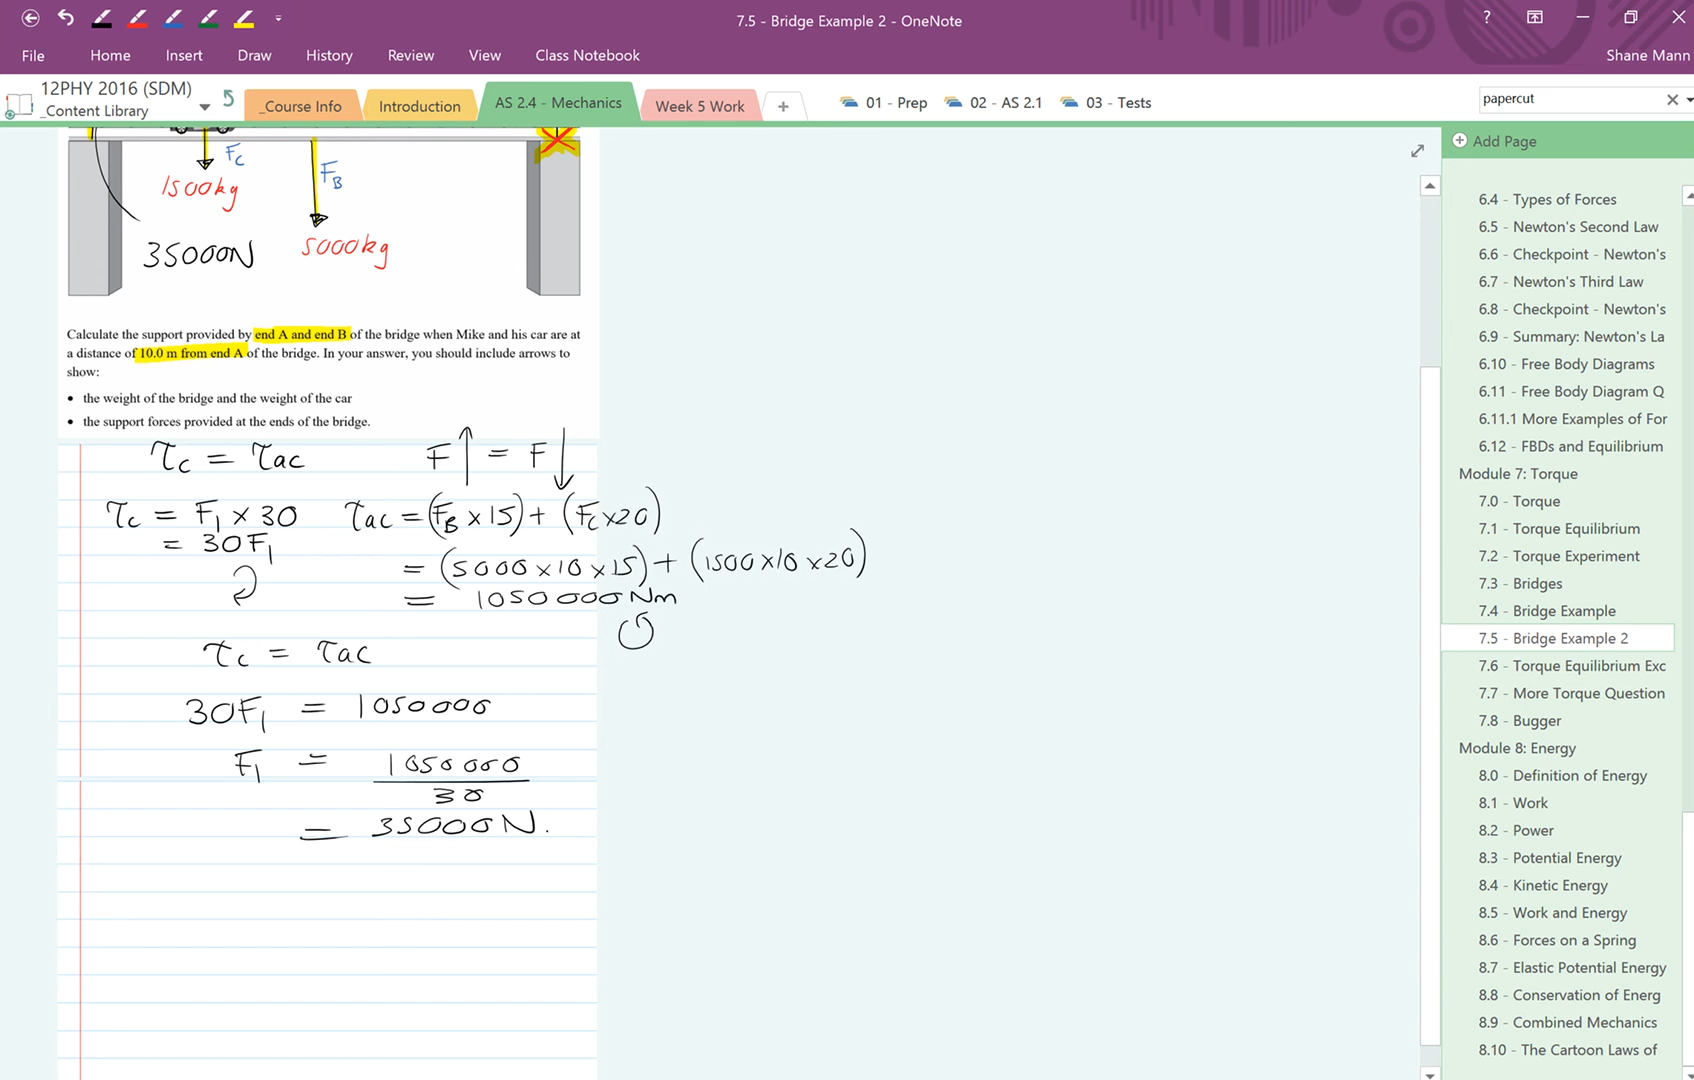 7.5 - Bridge Example 2 - OneNote
?
File Home Insert Draw History Review View Class Notebook
Shane Mann
12PHY 2016 (SDM)
_Content Library
_Course Info
Introduction
AS 2.4 - Mechanics
Week 5 Work
+
01 - Prep
02 - AS 2.1
03 - Tests
papercut
Add Page
6.4 - Types of Forces
6.5 - Newton's Second Law
6.6 - Checkpoint - Newton's
6.7 - Newton's Third Law
6.8 - Checkpoint - Newton's
6.9 - Summary: Newton's La
6.10 - Free Body Diagrams
6.11 - Free Body Diagram Q
6.11.1 More Examples of For
6.12 - FBDs and Equilibrium
Module 7: Torque
7.0 - Torque
7.1 - Torque Equilibrium
7.2 - Torque Experiment
7.3 - Bridges
7.4 - Bridge Example
7.5 - Bridge Example 2
7.6 - Torque Equilibrium Exc
7.7 - More Torque Question
7.8 - Bugger
Module 8: Energy
8.0 - Definition of Energy
8.1 - Work
8.2 - Power
8.3 - Potential Energy
8.4 - Kinetic Energy
8.5 - Work and Energy
8.6 - Forces on a Spring
8.7 - Elastic Potential Energy
8.8 - Conservation of Energ
8.9 - Combined Mechanics
8.10 - The Cartoon Laws of
Fc
1500kg
FB
35000N
5000kg
Calculate the support provided by end A and end B of the bridge when Mike and his car are at
a distance of 10.0 m from end A of the bridge. In your answer, you should include arrows to
show:
• the weight of the bridge and the weight of the car
• the support forces provided at the ends of the bridge.
τc = τac
F↑ = F↓
τc = F1 × 30
= 30F1
τac = (FB × 15) + (Fc × 20)
= (5000 × 10 × 15) + (1500 × 10 × 20)
= 1050 000 Nm
τc = τac
30F1 = 1050000
F1 = 1050 000
30
= 35000N.